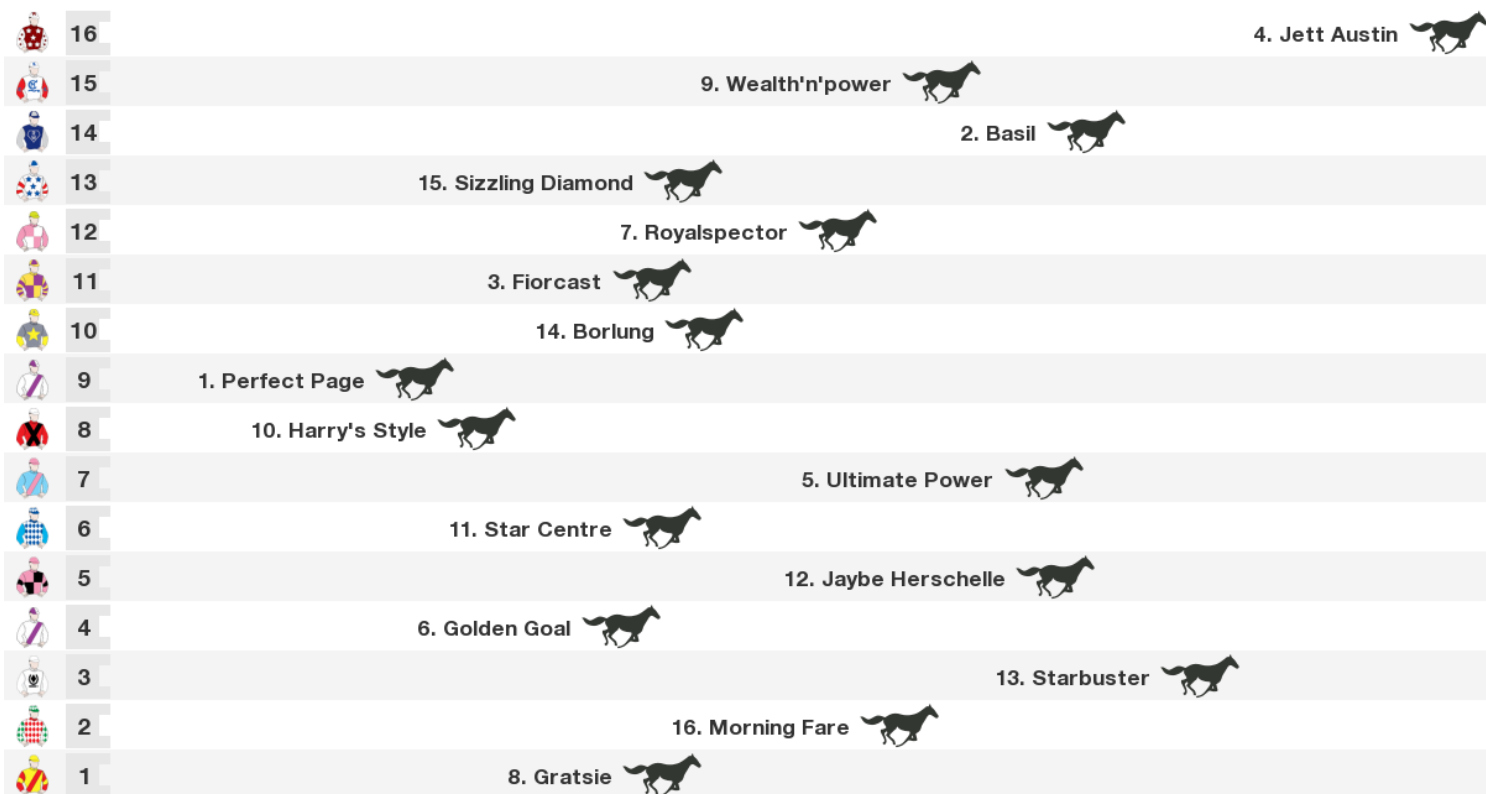 16 4. Jett Austin
15 9. Wealth'n'power
14 2. Basil
13 15. Sizzling Diamond
12 7. Royalspector
11 3. Fiorcast
10 14. Borlung
9 1. Perfect Page
8 10. Harry's Style
7 5. Ultimate Power
6 11. Star Centre
5 12. Jaybe Herschelle
4 6. Golden Goal
3 13. Starbuster
2 16. Morning Fare
1 8. Gratsie